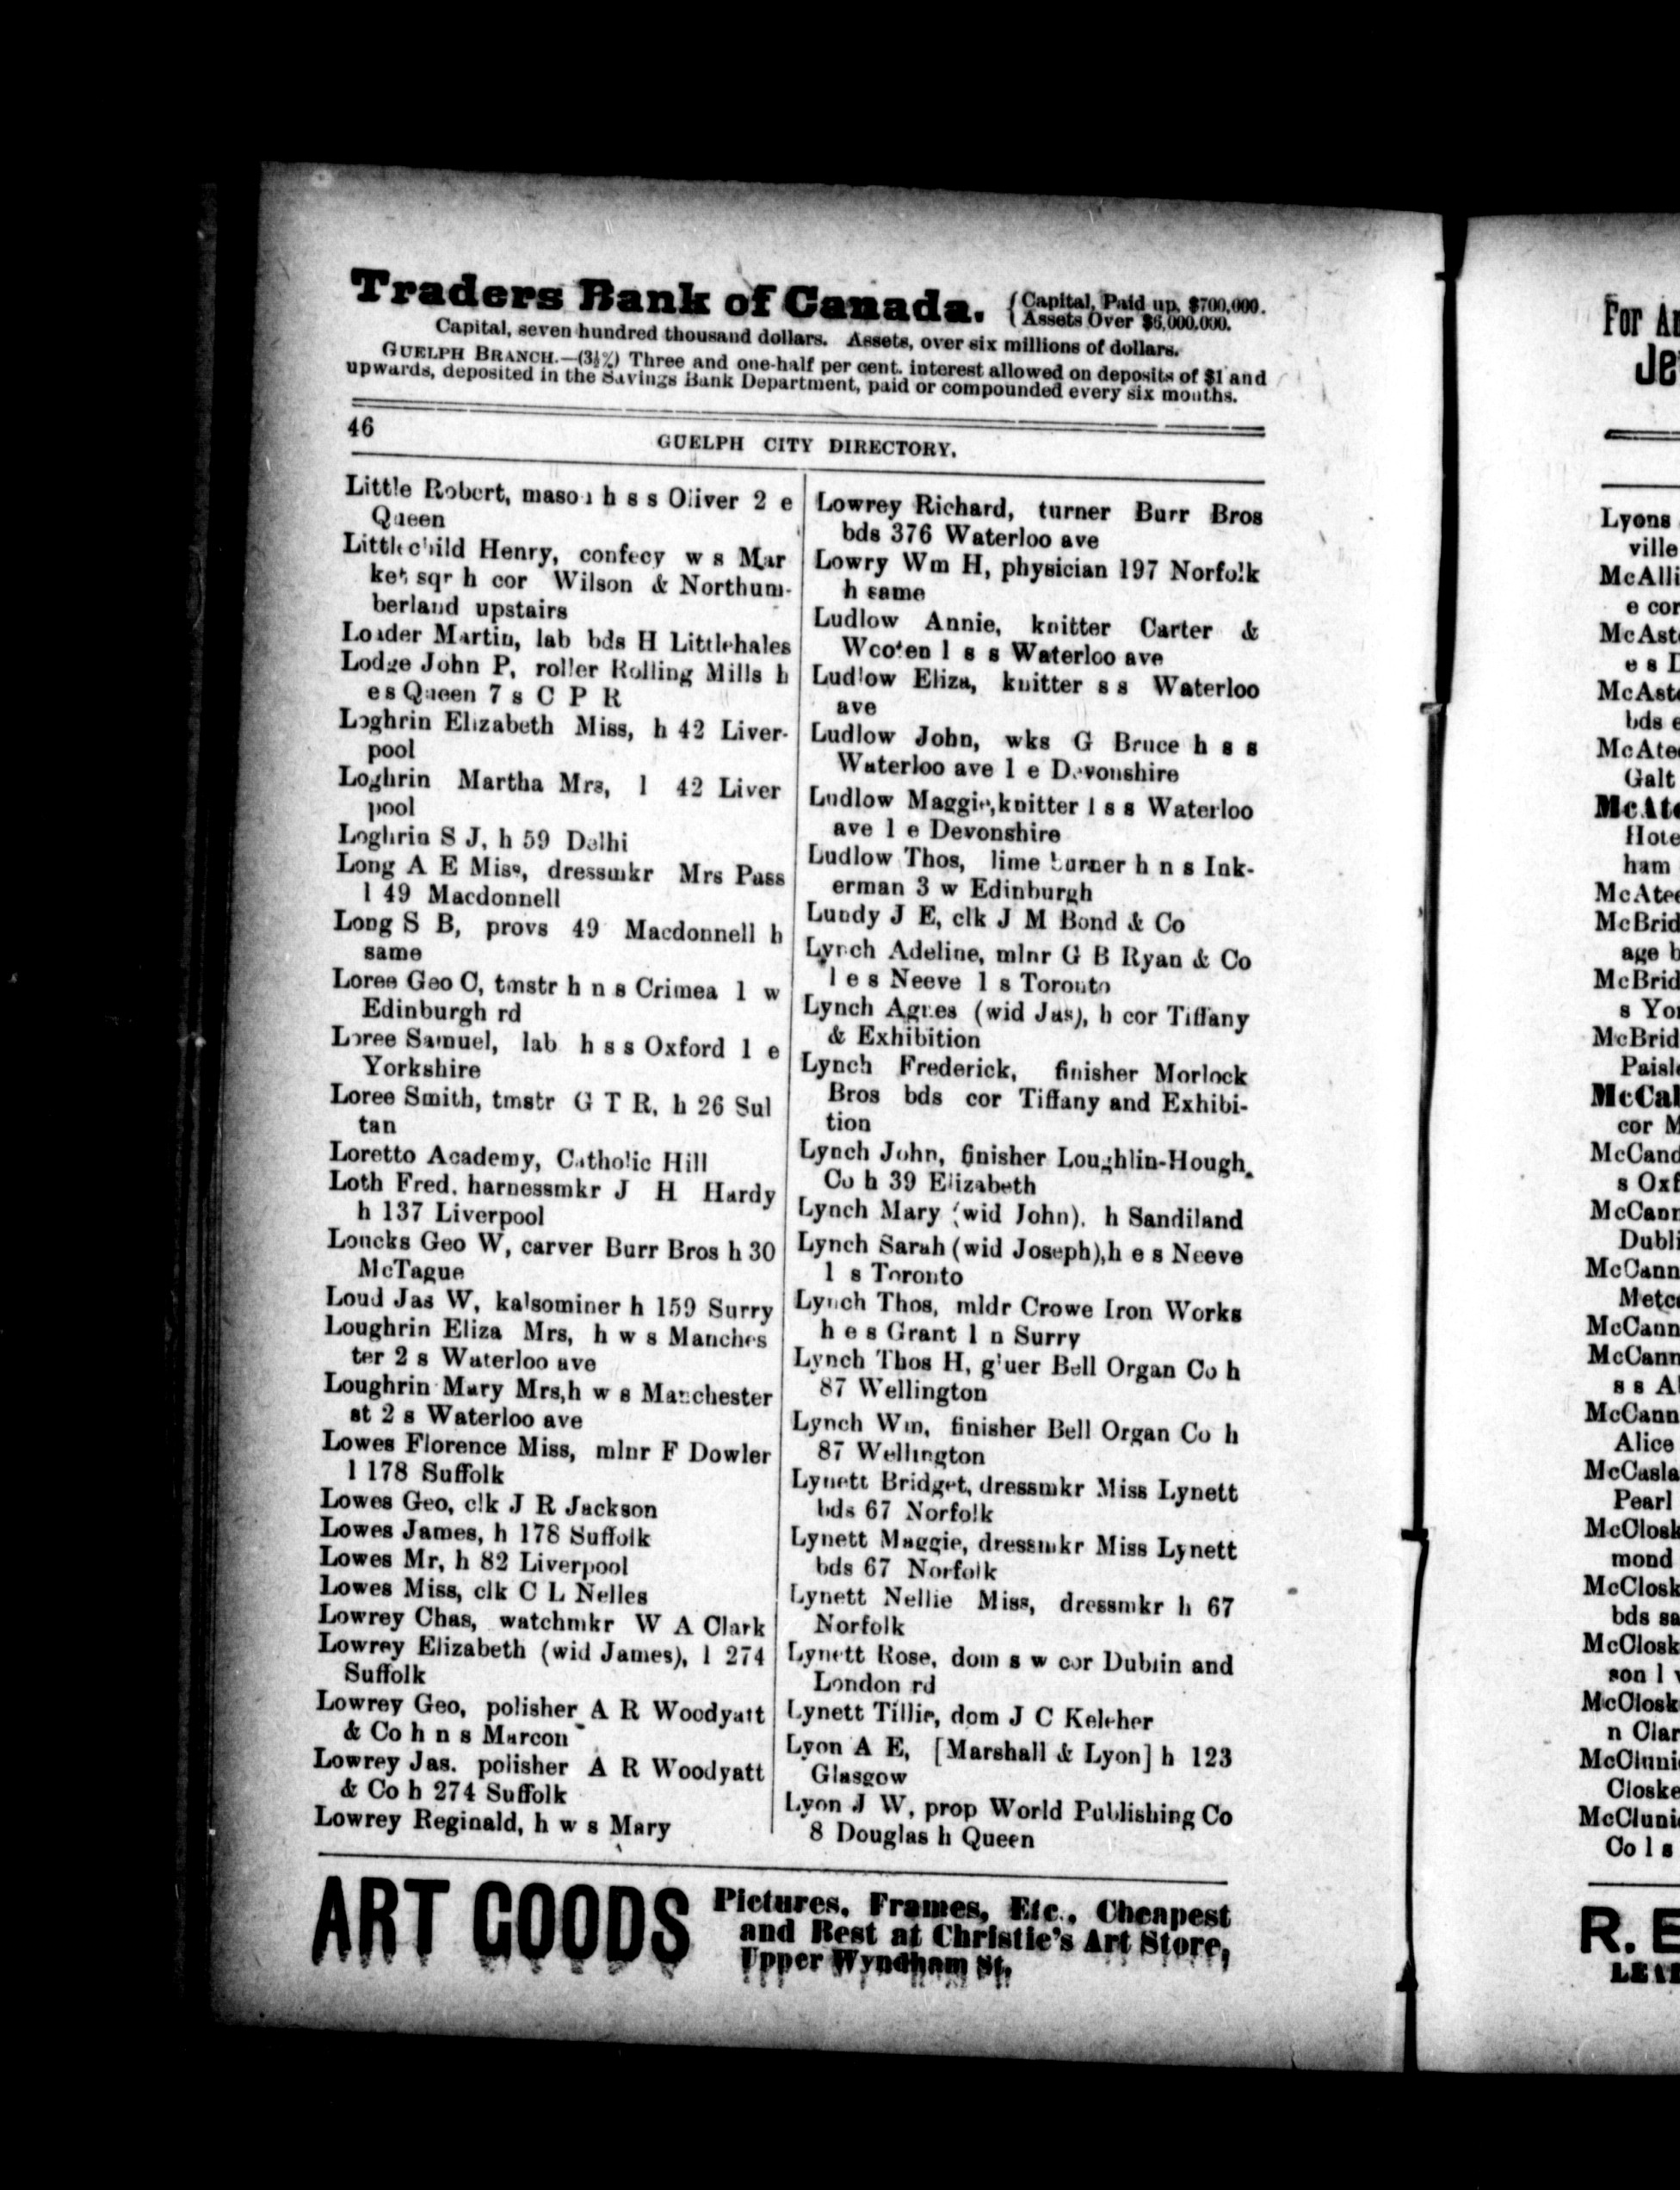 Traders Bank of Canada. { Capital, Paid up, $700,000.
{ Assets Over $6,000,000.
Capital, seven hundred thousand dollars. Assets, over six millions of dollars.
GUELPH BRANCH.—(3½%) Three and one-half per cent. interest allowed on deposits of $1 and
upwards, deposited in the Savings Bank Department, paid or compounded every six months.
46
GUELPH CITY DIRECTORY.
Little Robert, mason h s s Oliver 2 e
Queen
Littlechild Henry, confecy w s Mar
ket sqr h cor Wilson & Northum-
berland upstairs
Loader Martin, lab bds H Littlehales
Lodge John P, roller Rolling Mills h
e s Queen 7 s C P R
Loghrin Elizabeth Miss, h 42 Liver-
pool
Loghrin Martha Mrs, l 42 Liver
pool
Loghrin S J, h 59 Delhi
Long A E Miss, dressmkr Mrs Pass
l 49 Macdonnell
Long S B, provs 49 Macdonnell h
same
Loree Geo C, tmstr h n s Crimea 1 w
Edinburgh rd
Loree Samuel, lab h s s Oxford 1 e
Yorkshire
Loree Smith, tmstr G T R, h 26 Sul
tan
Loretto Academy, Catholic Hill
Loth Fred. harnessmkr J H Hardy
h 137 Liverpool
Loucks Geo W, carver Burr Bros h 30
McTague
Loud Jas W, kalsominer h 159 Surry
Loughrin Eliza Mrs, h w s Manches
ter 2 s Waterloo ave
Loughrin Mary Mrs,h w s Manchester
st 2 s Waterloo ave
Lowes Florence Miss, mlnr F Dowler
l 178 Suffolk
Lowes Geo, clk J R Jackson
Lowes James, h 178 Suffolk
Lowes Mr, h 82 Liverpool
Lowes Miss, clk C L Nelles
Lowrey Chas, watchmkr W A Clark
Lowrey Elizabeth (wid James), l 274
Suffolk
Lowrey Geo, polisher A R Woodyatt
& Co h n s Marcon
Lowrey Jas. polisher A R Woodyatt
& Co h 274 Suffolk
Lowrey Reginald, h w s Mary
Lowrey Richard, turner Burr Bros
bds 376 Waterloo ave
Lowry Wm H, physician 197 Norfolk
h same
Ludlow Annie, knitter Carter &
Wooten l s s Waterloo ave
Ludlow Eliza, knitter s s Waterloo
ave
Ludlow John, wks G Bruce h s s
Waterloo ave 1 e Devonshire
Ludlow Maggie,knitter l s s Waterloo
ave 1 e Devonshire
Ludlow Thos, lime burner h n s Ink-
erman 3 w Edinburgh
Lundy J E, clk J M Bond & Co
Lynch Adeline, mlnr G B Ryan & Co
l e s Neeve 1 s Toronto
Lynch Agnes (wid Jas), h cor Tiffany
& Exhibition
Lynch Frederick, finisher Morlock
Bros bds cor Tiffany and Exhibi-
tion
Lynch John, finisher Loughlin-Hough
Co h 39 Elizabeth
Lynch Mary (wid John). h Sandiland
Lynch Sarah (wid Joseph),h e s Neeve
1 s Toronto
Lynch Thos, mldr Crowe Iron Works
h e s Grant 1 n Surry
Lynch Thos H, gluer Bell Organ Co h
87 Wellington
Lynch Wm, finisher Bell Organ Co h
87 Wellington
Lynett Bridget, dressmkr Miss Lynett
bds 67 Norfolk
Lynett Maggie, dressmkr Miss Lynett
bds 67 Norfolk
Lynett Nellie Miss, dressmkr h 67
Norfolk
Lynett Rose, dom s w cor Dublin and
London rd
Lynett Tillie, dom J C Keleher
Lyon A E, [Marshall & Lyon] h 123
Glasgow
Lyon J W, prop World Publishing Co
8 Douglas h Queen
ART GOODS
Pictures, Frames, Etc., Cheapest
and Best at Christie's Art Store,
Upper Wyndham St.
For
Lyons
ville
e cor
e s
bds
Galt
Hote
ham
age
s
cor
s Oxf
s s
Alice
Pearl
mond
bds
son
n
Co l s
R.